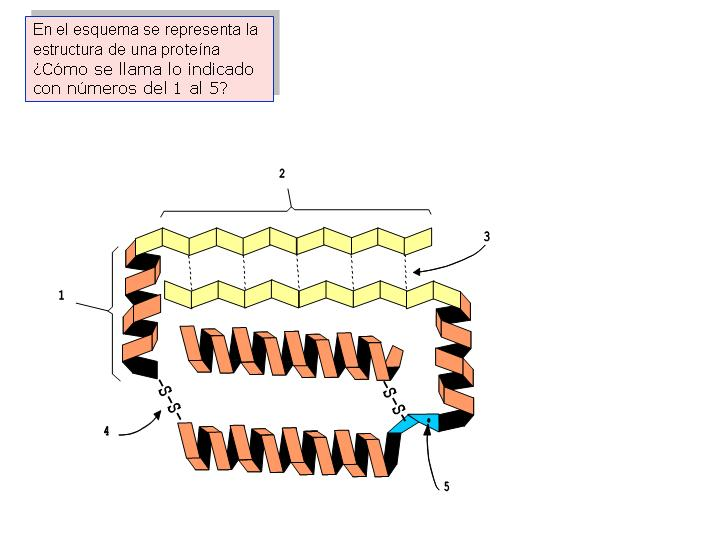 En el esquema se representa la
estructura de una proteína
¿Cómo se llama lo indicado
con números del 1 al 5?
2
3
1
-S-S-
-S-S-
4
5